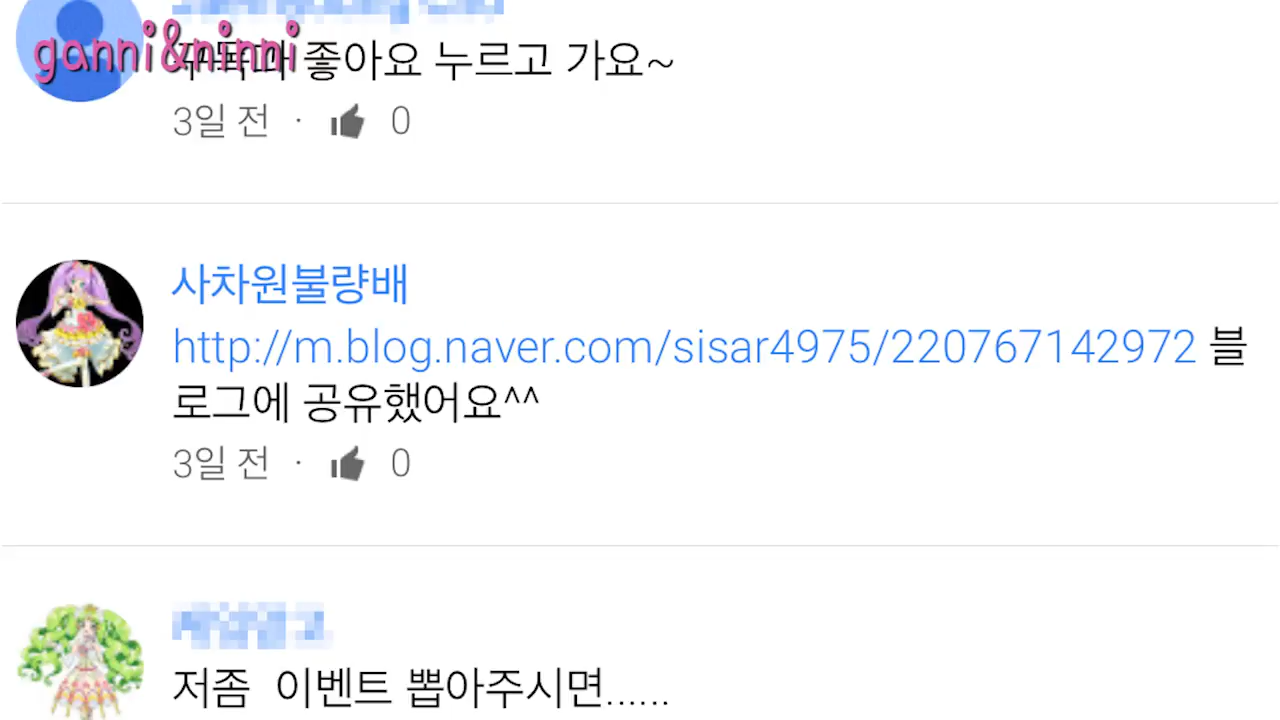 ganni&ninni
좋아요 누르고 가요~
3일 전 · 0
사차원불량배
http://m.blog.naver.com/sisar4975/220767142972 블
로그에 공유했어요^^
3일 전 · 0
저좀 이벤트 뽑아주시면......